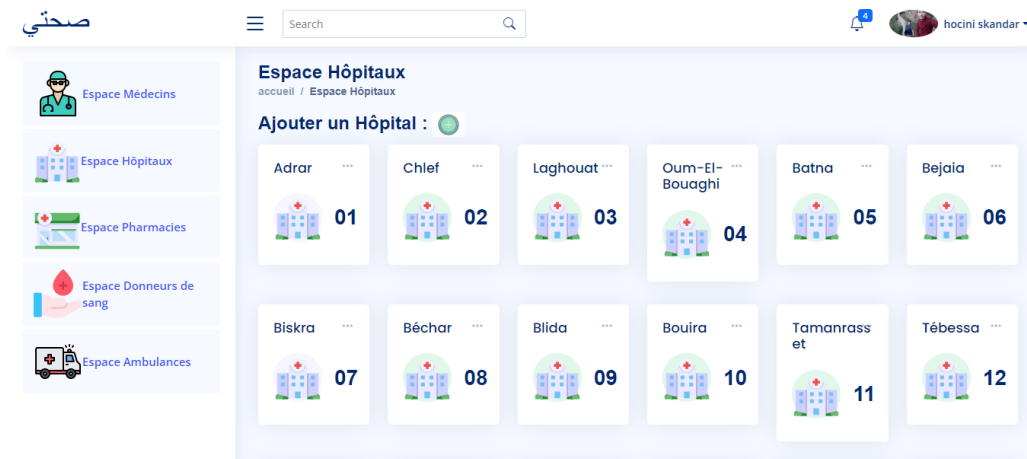 صحتي
Search
4
hocini skandar
Espace Médecins
Espace Hôpitaux
Espace Pharmacies
Espace Donneurs de
sang
Espace Ambulances
Espace Hôpitaux
accueil / Espace Hôpitaux
Ajouter un Hôpital :
Adrar
01
Chlef
02
Laghouat
03
Oum-El-
Bouaghi
04
Batna
05
Bejaia
06
Biskra
07
Béchar
08
Blida
09
Bouira
10
Tamanrass
et
11
Tébessa
12